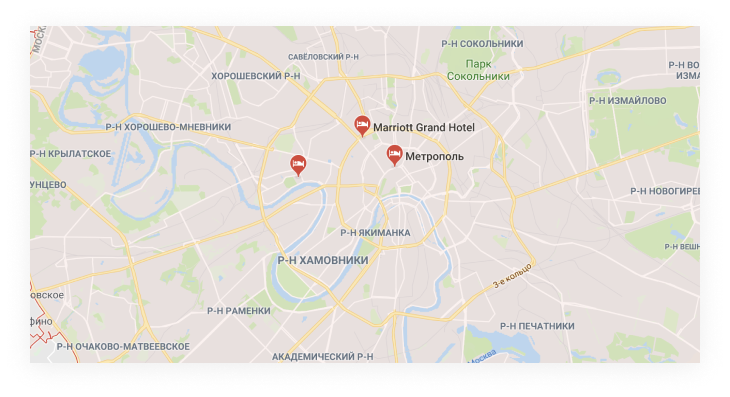 МОСК
Р-Н СОКОЛЬНИКИ
САВЁЛОВСКИЙ Р-Н
Парк
Сокольники
Р-Н ВО
ИЗМА
ХОРОШЕВСКИЙ Р-Н
Р-Н ИЗМАЙЛОВО
Р-Н ХОРОШЕВО-МНЕВНИКИ
Marriott Grand Hotel
Р-Н КРЫЛАТСКОЕ
Метрополь
УНЦЕВО
Р-Н НОВОГИРЕ
Р-Н ЯКИМАНКА
Р-Н ВЕШН
Р-Н ХАМОВНИКИ
3-е кольцо
овское
Р-Н РАМЕНКИ
фино
Р-Н ПЕЧАТНИКИ
Р-Н ОЧАКОВО-МАТВЕЕВСКОЕ
АКАДЕМИЧЕСКИЙ Р-Н
Москва